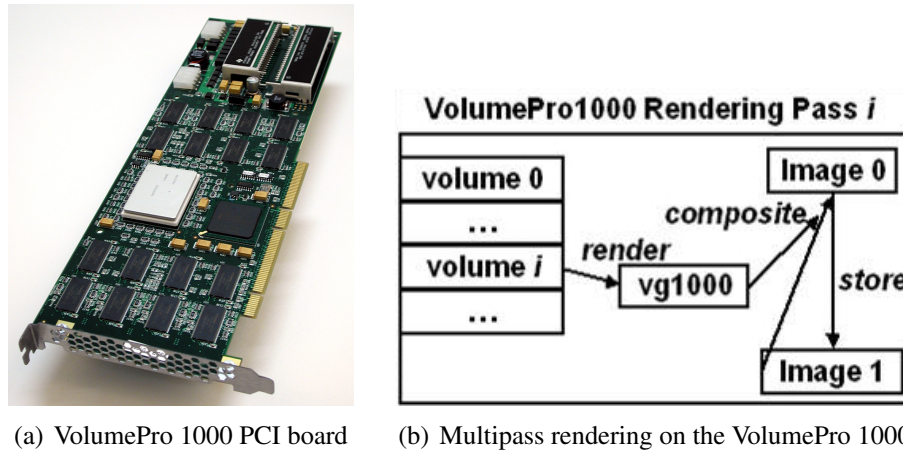 VolumePro1000 Rendering Pass i
volume 0
...
volume i
...
render
vg1000
composite
Image 0
store
Image 1
(a) VolumePro 1000 PCI board
(b) Multipass rendering on the VolumePro 1000